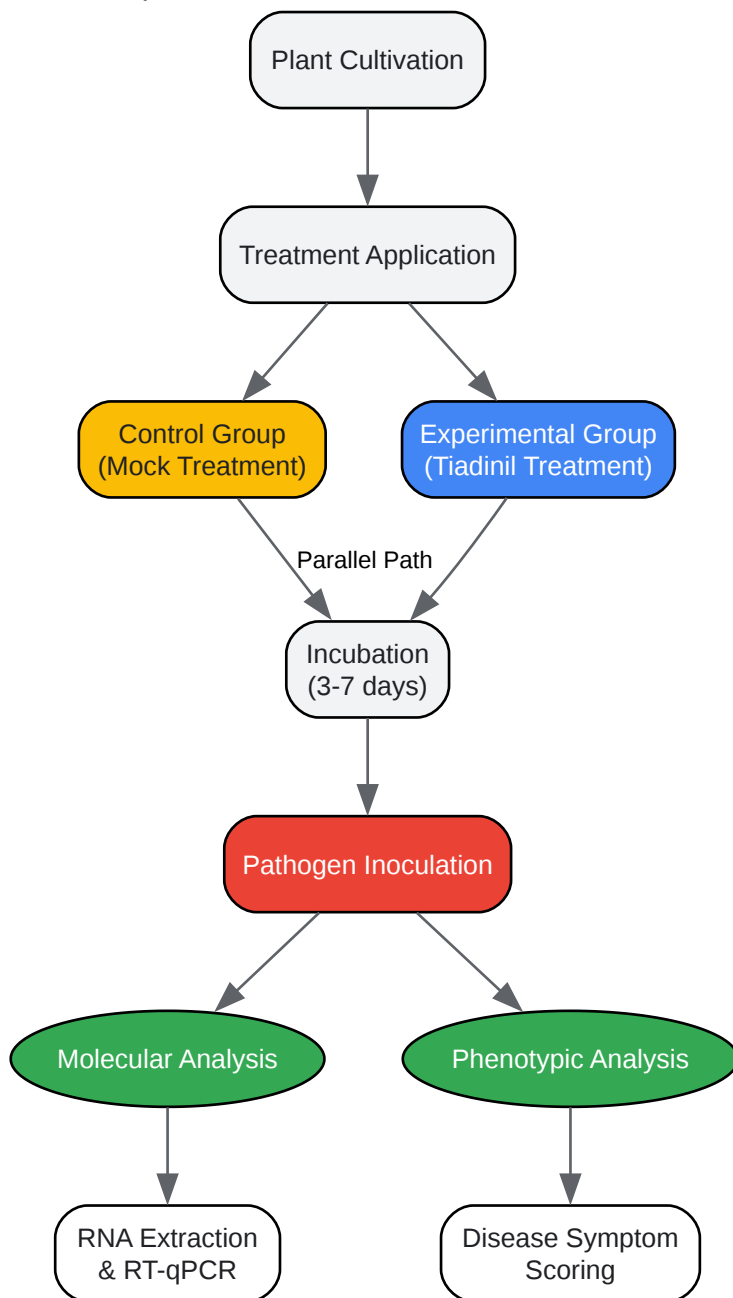 Plant Cultivation
Treatment Application
Control Group
(Mock Treatment)
Experimental Group
(Tiadinil Treatment)
Parallel Path
Incubation
(3-7 days)
Pathogen Inoculation
Molecular Analysis
Phenotypic Analysis
RNA Extraction
& RT-qPCR
Disease Symptom
Scoring